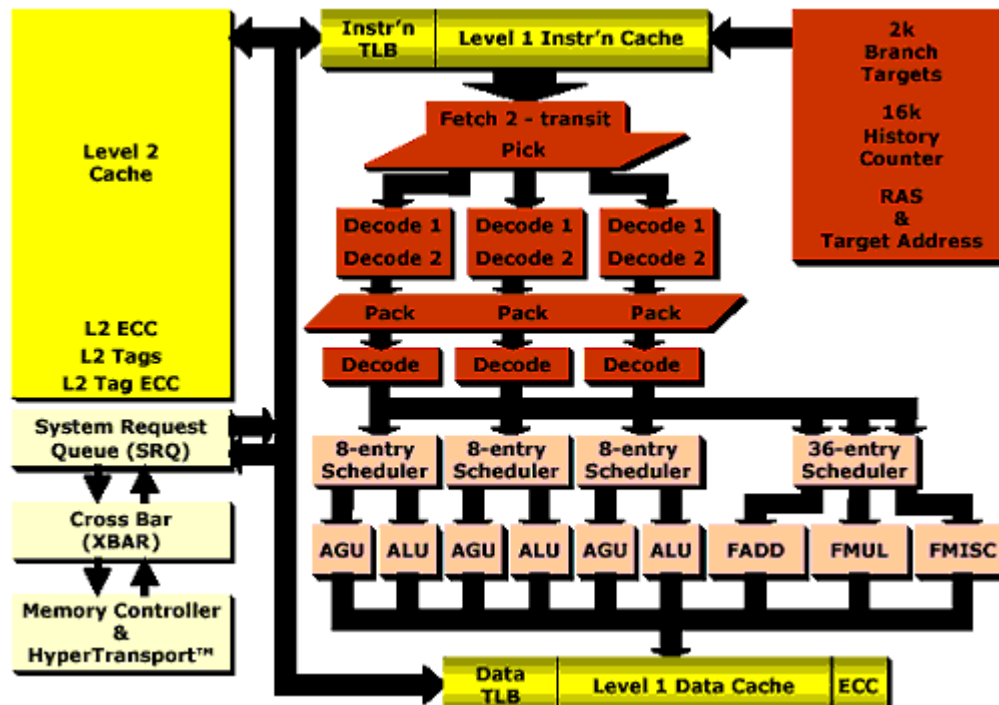 Instr'n
TLB
Level 1 Instr'n Cache
2k
Branch
Targets
16k
History
Counter
RAS
&
Target Address
Level 2
Cache
L2 ECC
L2 Tags
L2 Tag ECC
Fetch 2 - transit
Pick
Decode 1
Decode 2
Decode 1
Decode 2
Decode 1
Decode 2
Pack
Pack
Pack
Decode
Decode
Decode
System Request
Queue (SRQ)
Cross Bar
(XBAR)
Memory Controller
&
HyperTransport™
8-entry
Scheduler
8-entry
Scheduler
8-entry
Scheduler
36-entry
Scheduler
AGU
ALU
AGU
ALU
AGU
ALU
FADD
FMUL
FMISC
Data
TLB
Level 1 Data Cache
ECC